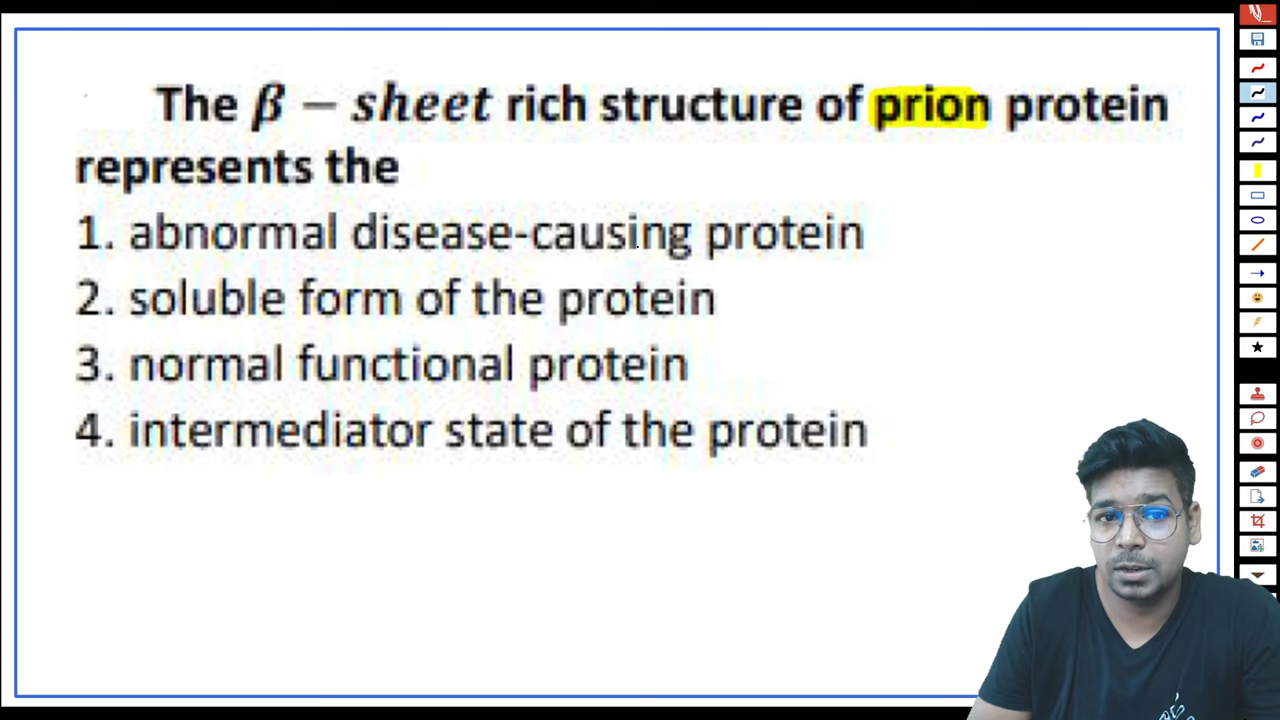 The β − sheet rich structure of prion protein
represents the
1. abnormal disease-causing protein
2. soluble form of the protein
3. normal functional protein
4. intermediator state of the protein